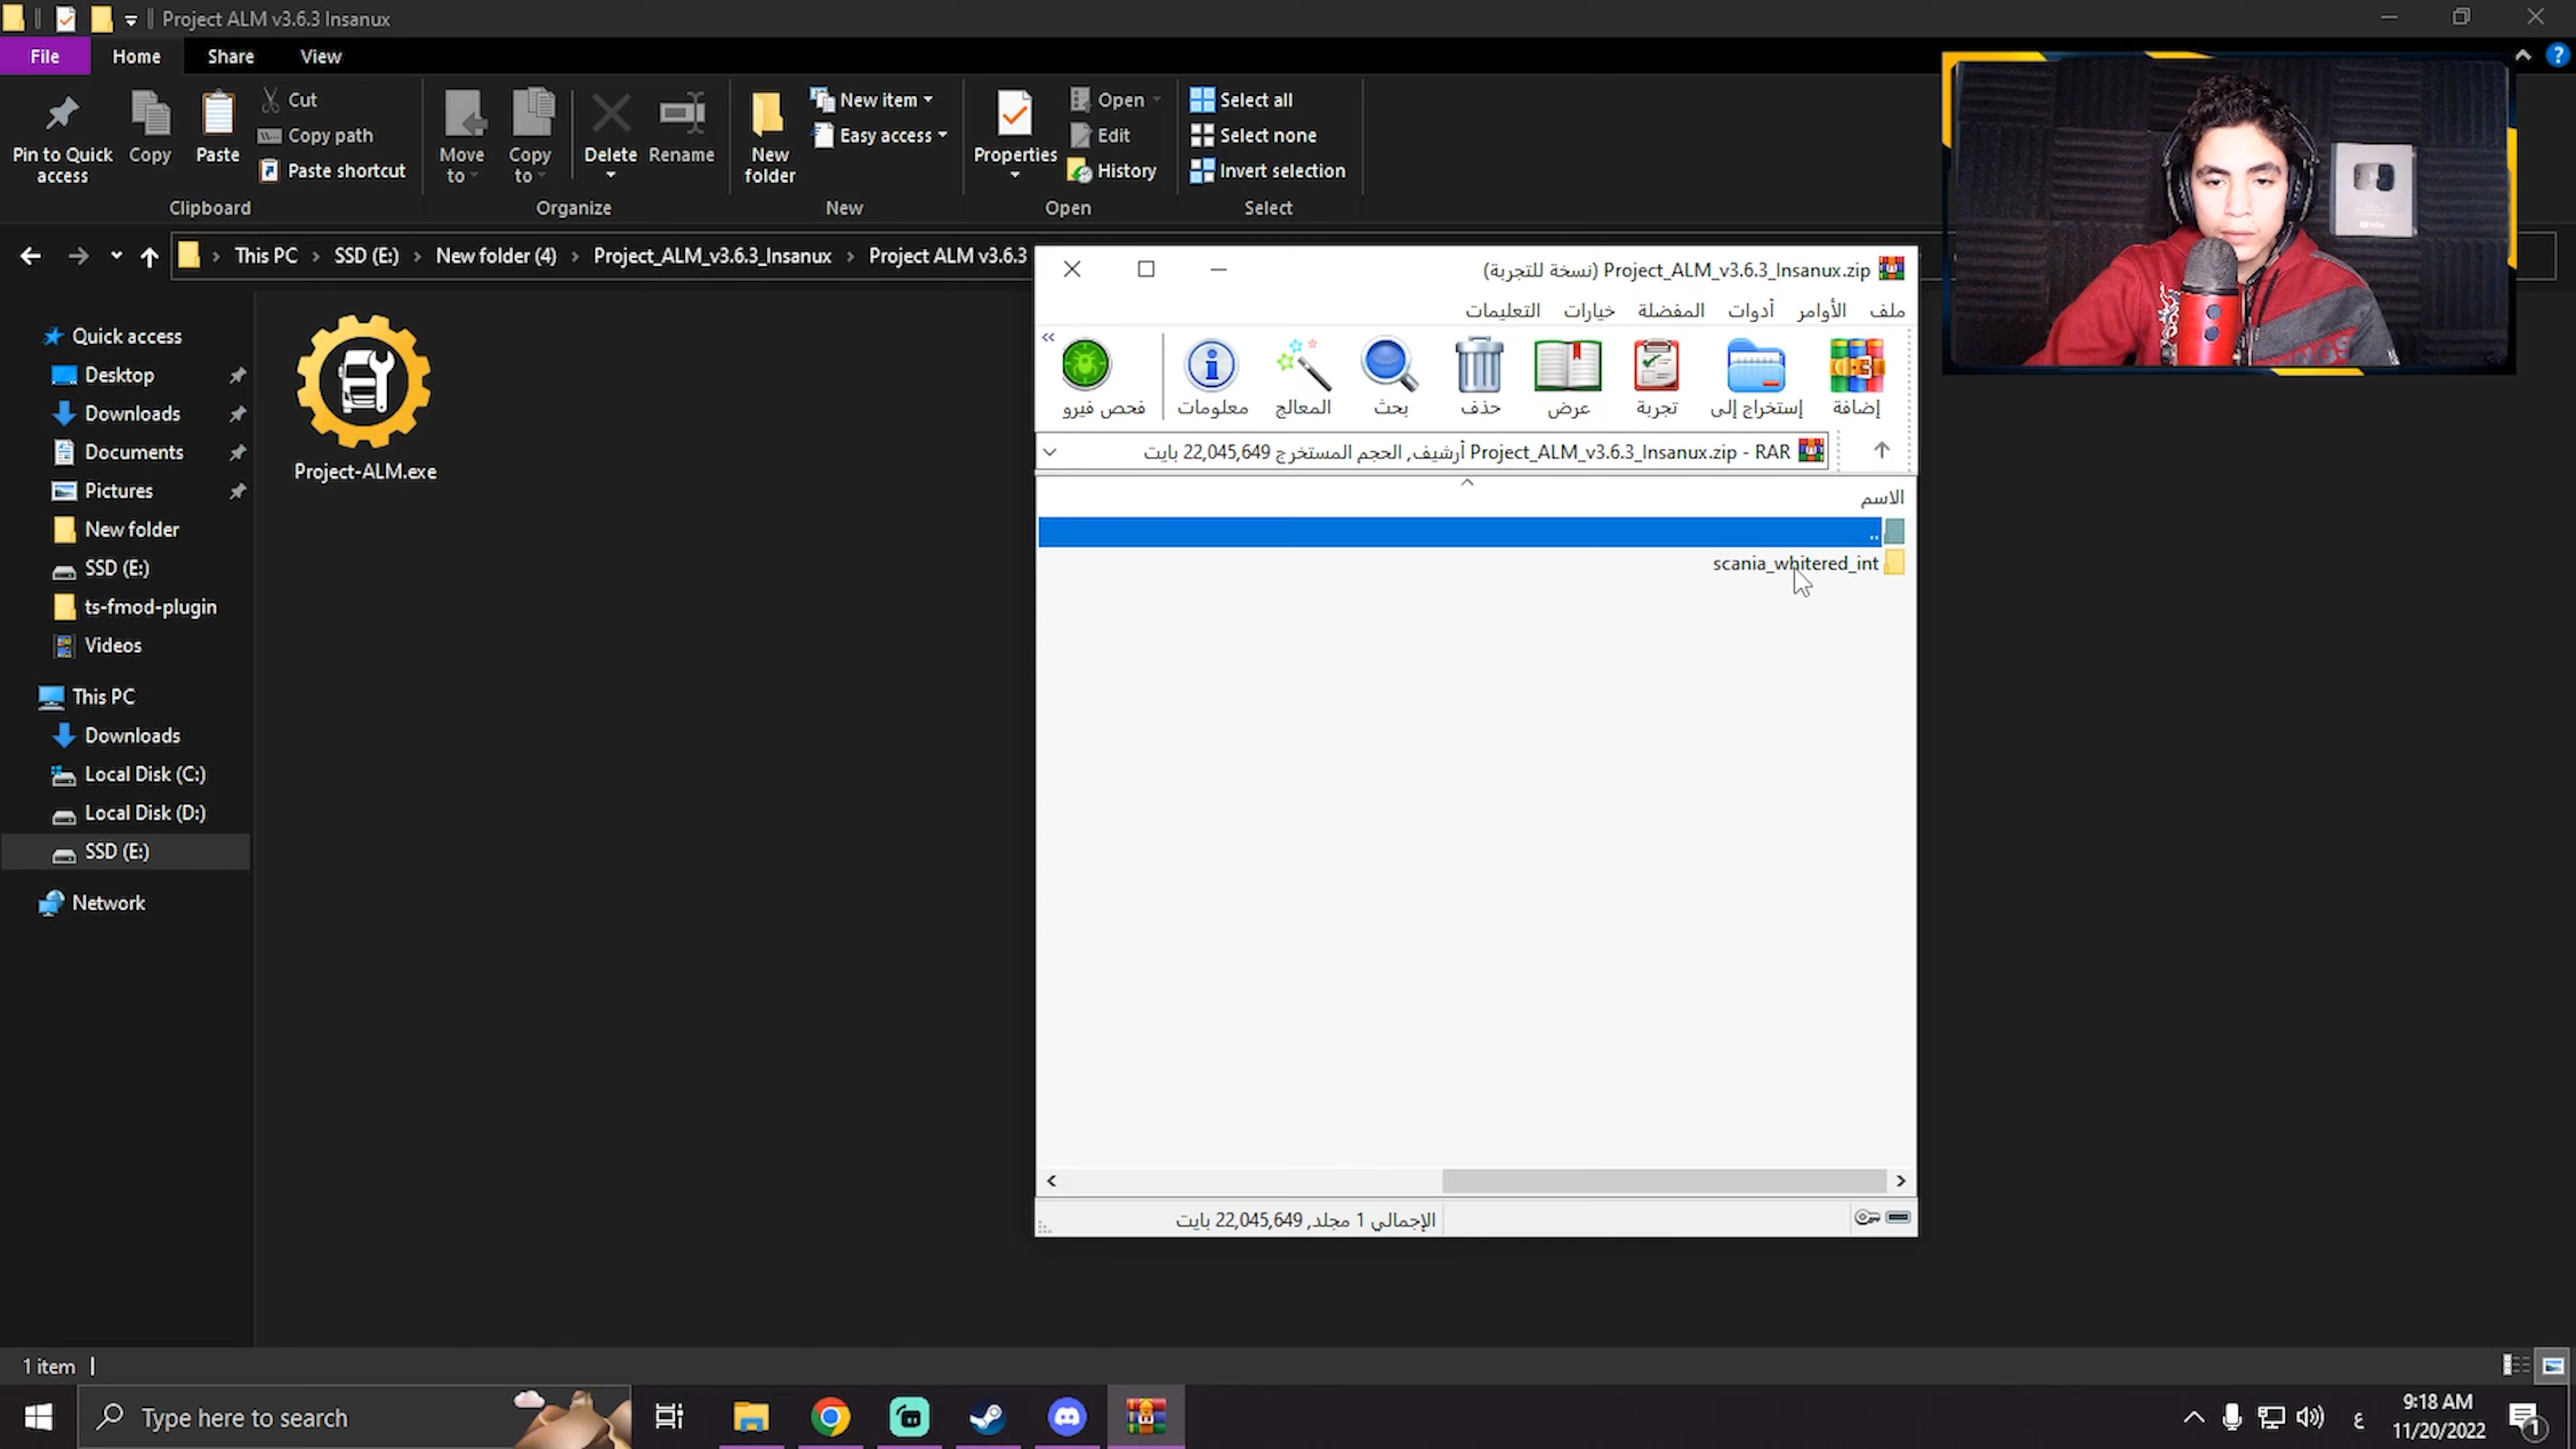 Project ALM v3.6.3 Insanux
File
Home
Share
View
Pin to Quick access
Copy
Paste
Cut
Copy path
Paste shortcut
Clipboard
Move to
Copy to
Delete
Rename
Organize
New folder
New item
Easy access
New
Properties
Open
Edit
History
Open
Select all
Select none
Invert selection
Select
This PC › SSD (E:) › New folder (4) › Project_ALM_v3.6.3_Insanux › Project ALM v3.6.3
Quick access
Desktop
Downloads
Documents
Pictures
New folder
SSD (E:)
ts-fmod-plugin
Videos
This PC
Downloads
Local Disk (C:)
Local Disk (D:)
SSD (E:)
Network
Project-ALM.exe
Project_ALM_v3.6.3_Insanux.zip (نسخة للتجربة)
ملف الأوامر أدوات المفضلة خيارات التعليمات
إضافة
إستخراج إلى
تجربة
عرض
حذف
بحث
المعالج
معلومات
فحص فيرو
Project_ALM_v3.6.3_Insanux.zip - RAR أرشيف, الحجم المستخرج 22,045,649 بايت
الاسم
..
scania_whitered_int
الإجمالي 1 مجلد, 22,045,649 بايت
1 item
Type here to search
ع
9:18 AM
11/20/2022
1